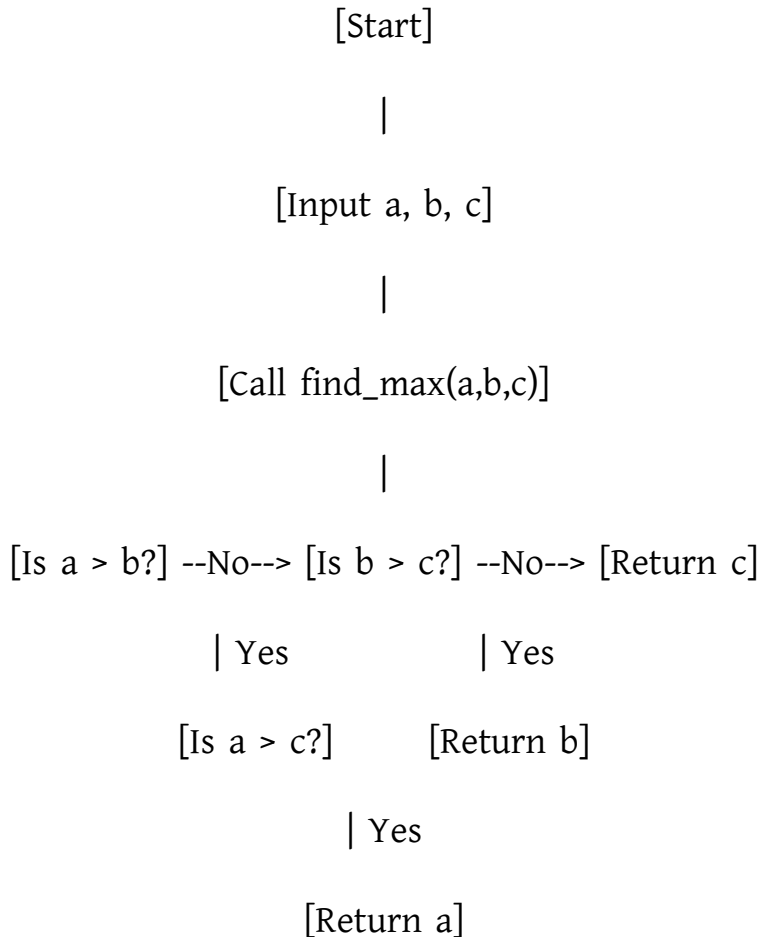 [Start]
|
[Input a, b, c]
|
[Call find_max(a,b,c)]
|
[Is a > b?] --No--> [Is b > c?] --No--> [Return c]
| Yes | Yes
[Is a > c?] [Return b]
| Yes
[Return a]